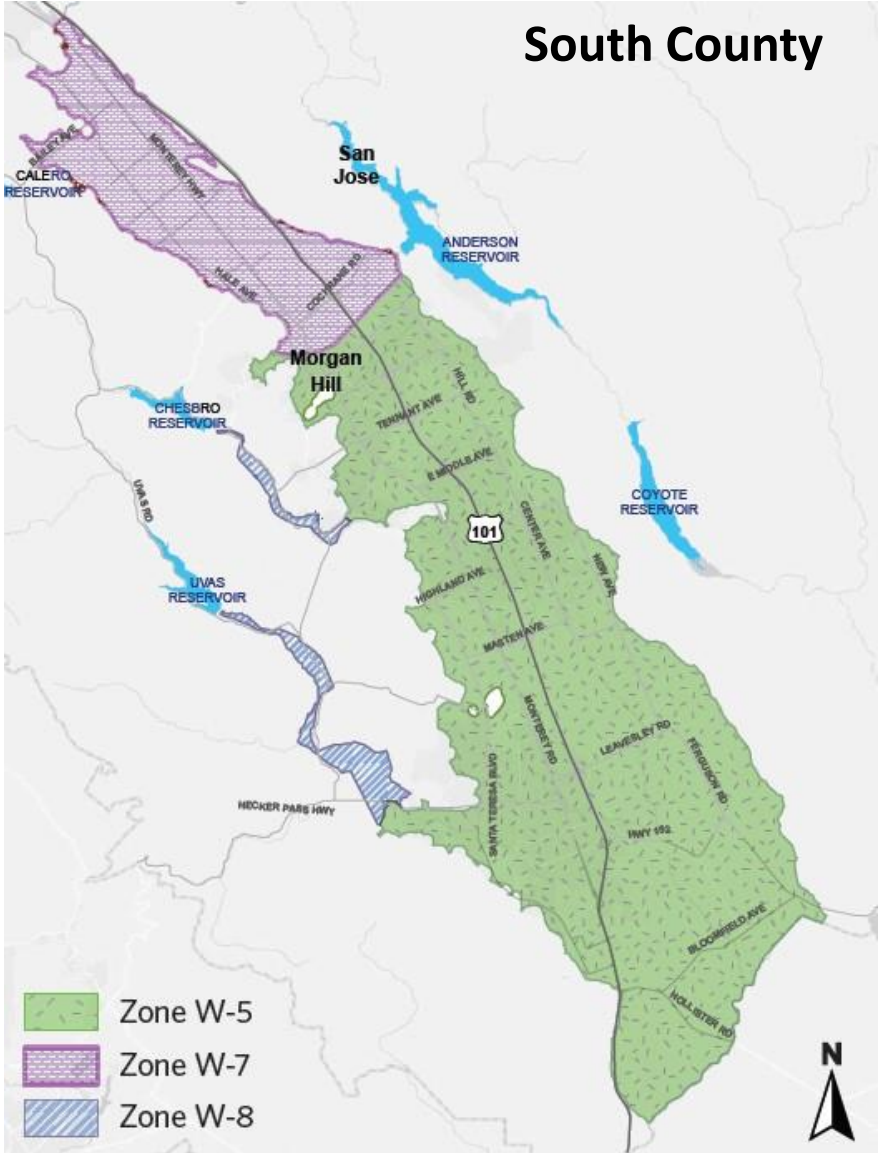 South County
BAILEY AVE
MONTEREY HWY
San
Jose
CALERO
RESERVOIR
ANDERSON
RESERVOIR
HALE AVE
COCHRANE RD
Morgan
Hill
HILL RD
CHESBRO
RESERVOIR
TENNANT AVE
E MIDDLE AVE
UVAS RD
COYOTE
RESERVOIR
CENTER AVE
101
UVAS
RESERVOIR
HIGHLAND AVE
MASTEN AVE
MONTEREY RD
LEAVESLEY RD
FERGUSON RD
SANTA TERESA BLVD
HECKER PASS HWY
HWY 152
BLOOMFIELD AVE
HOLLISTER RD
Zone W-5
Zone W-7
Zone W-8
N